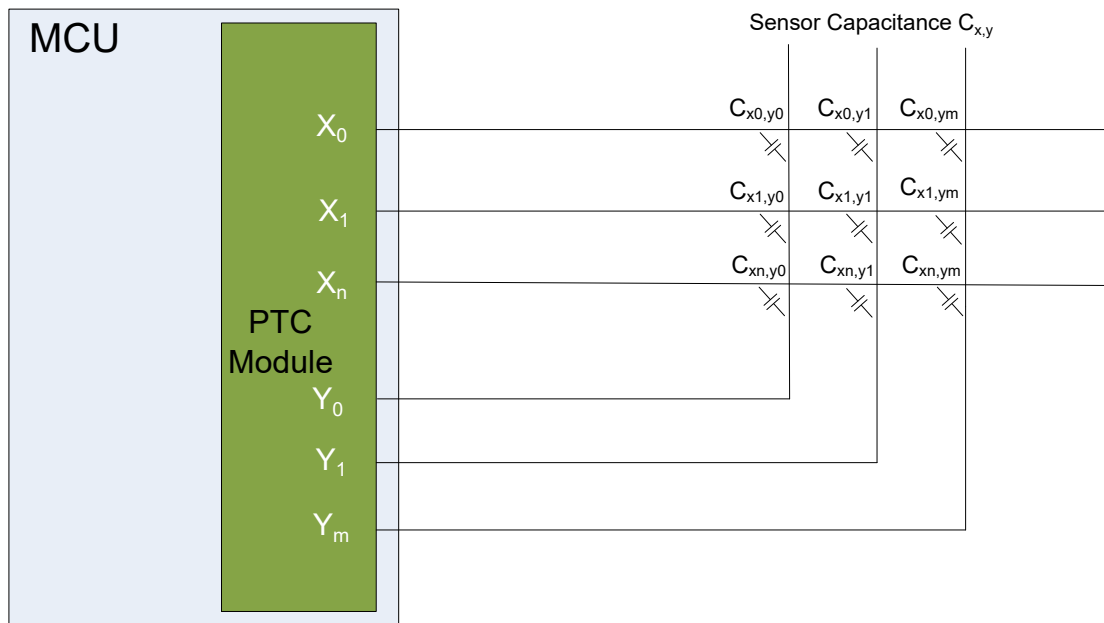 MCU
Sensor Capacitance Cx,y
Cx0,y0 Cx0,y1 Cx0,ym
X0
Cx1,y0 Cx1,y1 Cx1,ym
X1
Cxn,y0 Cxn,y1 Cxn,ym
Xn
PTC
Module
Y0
Y1
Ym